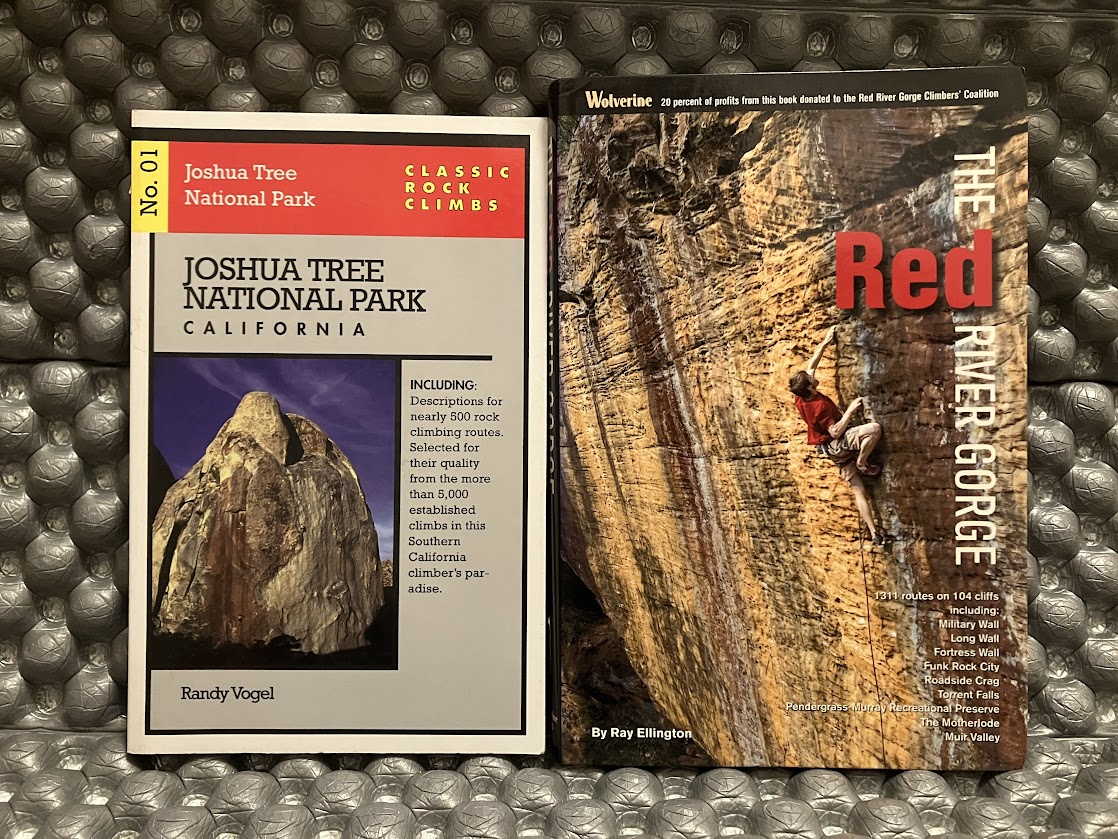 No. 01
Joshua Tree
National Park
CLASSIC
ROCK
CLIMBS
JOSHUA TREE
NATIONAL PARK
CALIFORNIA
INCLUDING:
Descriptions for
nearly 500 rock
climbing routes.
Selected for
their quality
from the more
than 5,000
established
climbs in this
Southern
California
climber's par-
adise.
Randy Vogel
Wolverine 20 percent of profits from this book donated to the Red River Gorge Climbers' Coalition
THE
Red
RIVER GORGE
1311 routes on 104 cliffs
including:
Military Wall
Long Wall
Fortress Wall
Funk Rock City
Roadside Crag
Torrent Falls
Pendergrass-Murray Recreational Preserve
The Motherlode
Muir Valley
By Ray Ellington